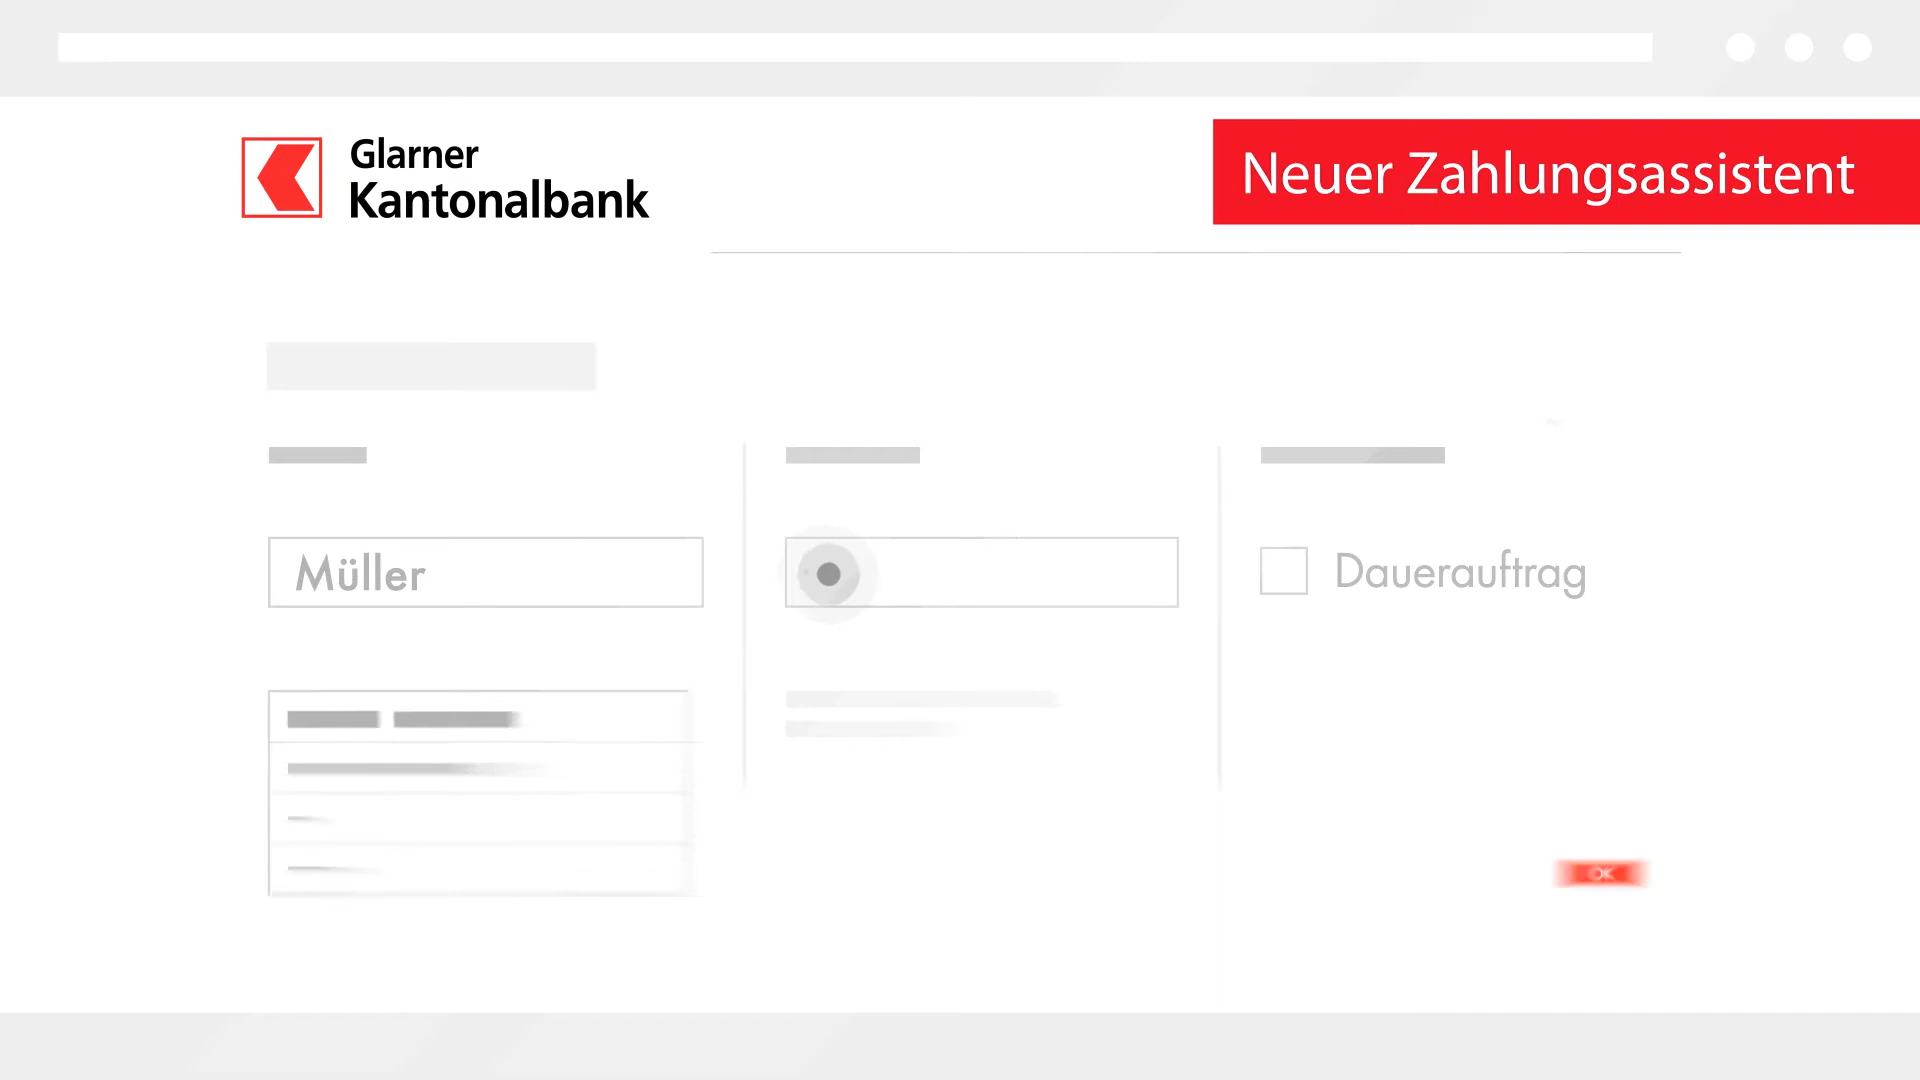 Glarner
Kantonalbank
Neuer Zahlungsassistent
Müller
Dauerauftrag
OK